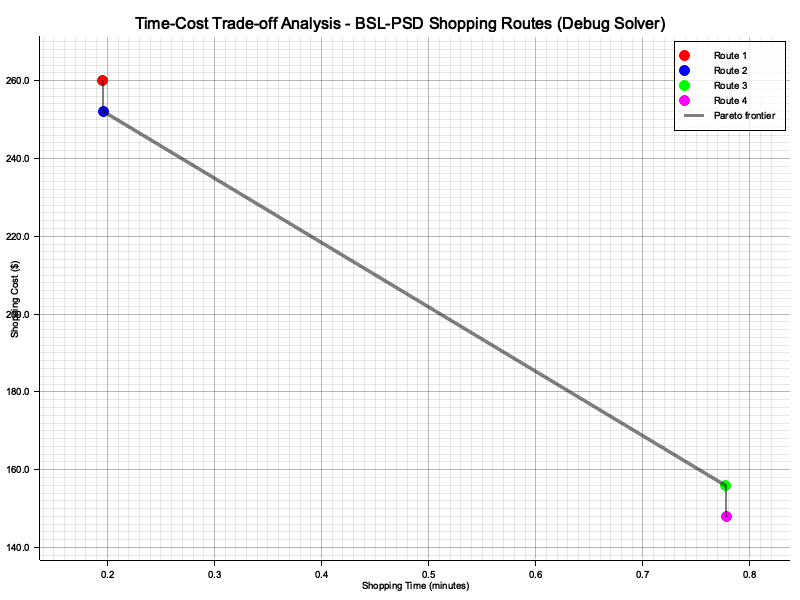 Time-Cost Trade-off Analysis - BSL-PSD Shopping Routes (Debug Solver)
Route 1
Route 2
Route 3
Route 4
Pareto frontier
260.0
240.0
220.0
200.0
180.0
160.0
140.0
Shopping Cost ($)
0.2
0.3
0.4
0.5
0.6
0.7
0.8
Shopping Time (minutes)